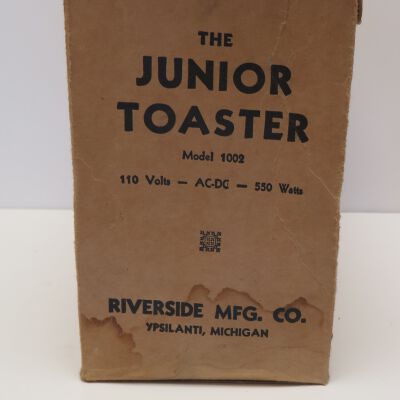 THE
JUNIOR
TOASTER
Model 1002
110 Volts — AC-DC — 550 Watts
RIVERSIDE MFG. CO.
YPSILANTI, MICHIGAN